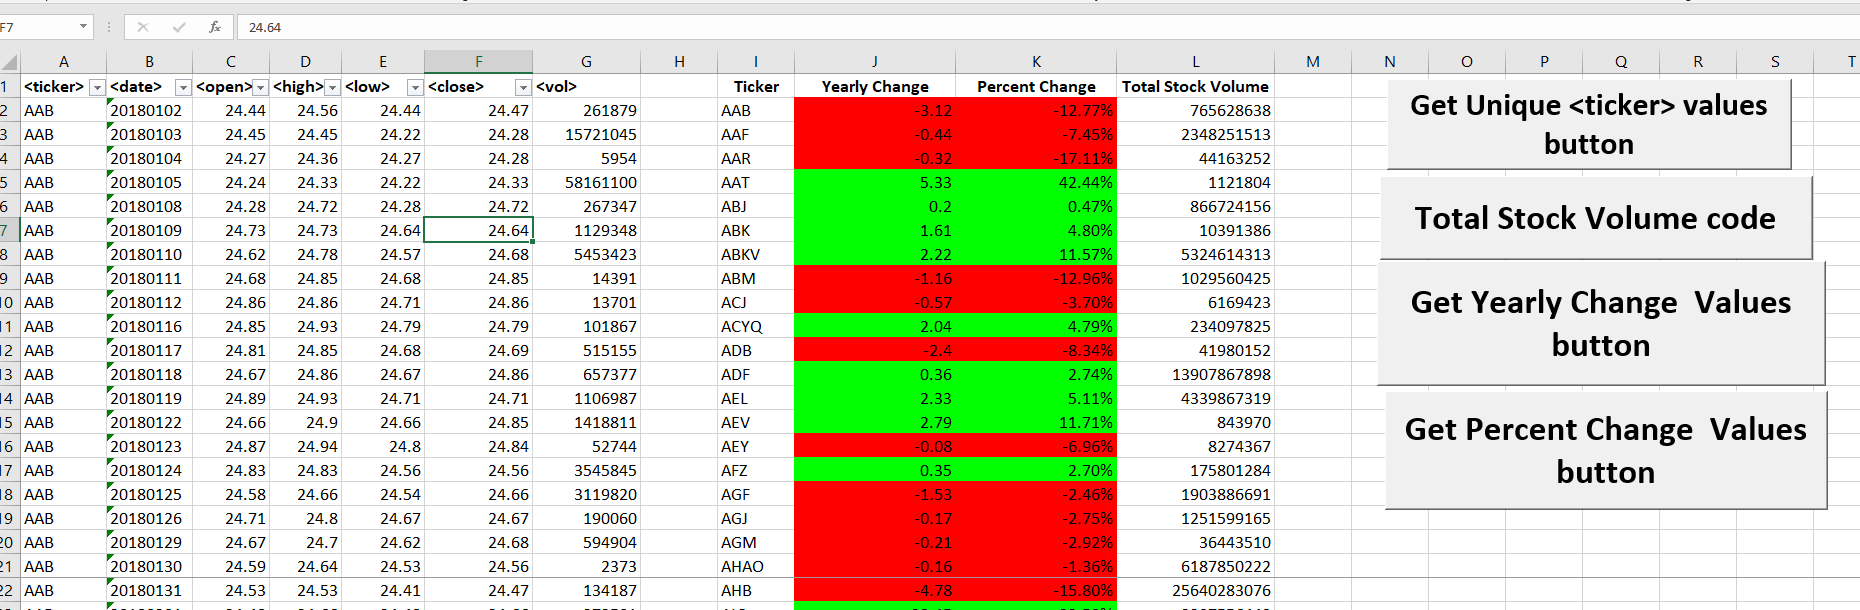 F7 fx 24.64
A B C D E F G H I J K L M N O P Q R S T
1 <ticker> <date> <open> <high> <low> <close> <vol> Ticker Yearly Change Percent Change Total Stock Volume
2 AAB 20180102 24.44 24.56 24.44 24.47 261879 AAB -3.12 -12.77% 765628638
3 AAB 20180103 24.45 24.45 24.22 24.28 15721045 AAF -0.44 -7.45% 2348251513
4 AAB 20180104 24.27 24.36 24.27 24.28 5954 AAR -0.32 -17.11% 44163252
5 AAB 20180105 24.24 24.33 24.22 24.33 58161100 AAT 5.33 42.44% 1121804
6 AAB 20180108 24.28 24.72 24.28 24.72 267347 ABJ 0.2 0.47% 866724156
7 AAB 20180109 24.73 24.73 24.64 24.64 1129348 ABK 1.61 4.80% 10391386
8 AAB 20180110 24.62 24.78 24.57 24.68 5453423 ABKV 2.22 11.57% 5324614313
9 AAB 20180111 24.68 24.85 24.68 24.85 14391 ABM -1.16 -12.96% 1029560425
10 AAB 20180112 24.86 24.86 24.71 24.86 13701 ACJ -0.57 -3.70% 6169423
11 AAB 20180116 24.85 24.93 24.79 24.79 101867 ACYQ 2.04 4.79% 234097825
12 AAB 20180117 24.81 24.85 24.68 24.69 515155 ADB -2.4 -8.34% 41980152
13 AAB 20180118 24.67 24.86 24.67 24.86 657377 ADF 0.36 2.74% 13907867898
14 AAB 20180119 24.89 24.93 24.71 24.71 1106987 AEL 2.33 5.11% 4339867319
15 AAB 20180122 24.66 24.9 24.66 24.85 1418811 AEV 2.79 11.71% 843970
16 AAB 20180123 24.87 24.94 24.8 24.84 52744 AEY -0.08 -6.96% 8274367
17 AAB 20180124 24.83 24.83 24.56 24.56 3545845 AFZ 0.35 2.70% 175801284
18 AAB 20180125 24.58 24.66 24.54 24.66 3119820 AGF -1.53 -2.46% 1903886691
19 AAB 20180126 24.71 24.8 24.67 24.67 190060 AGJ -0.17 -2.75% 1251599165
20 AAB 20180129 24.67 24.7 24.62 24.68 594904 AGM -0.21 -2.92% 36443510
21 AAB 20180130 24.59 24.64 24.53 24.56 2373 AHAO -0.16 -1.36% 6187850222
22 AAB 20180131 24.53 24.53 24.41 24.47 134187 AHB -4.78 -15.80% 25640283076
Get Unique <ticker> values
button
Total Stock Volume code
Get Yearly Change Values
button
Get Percent Change Values
button